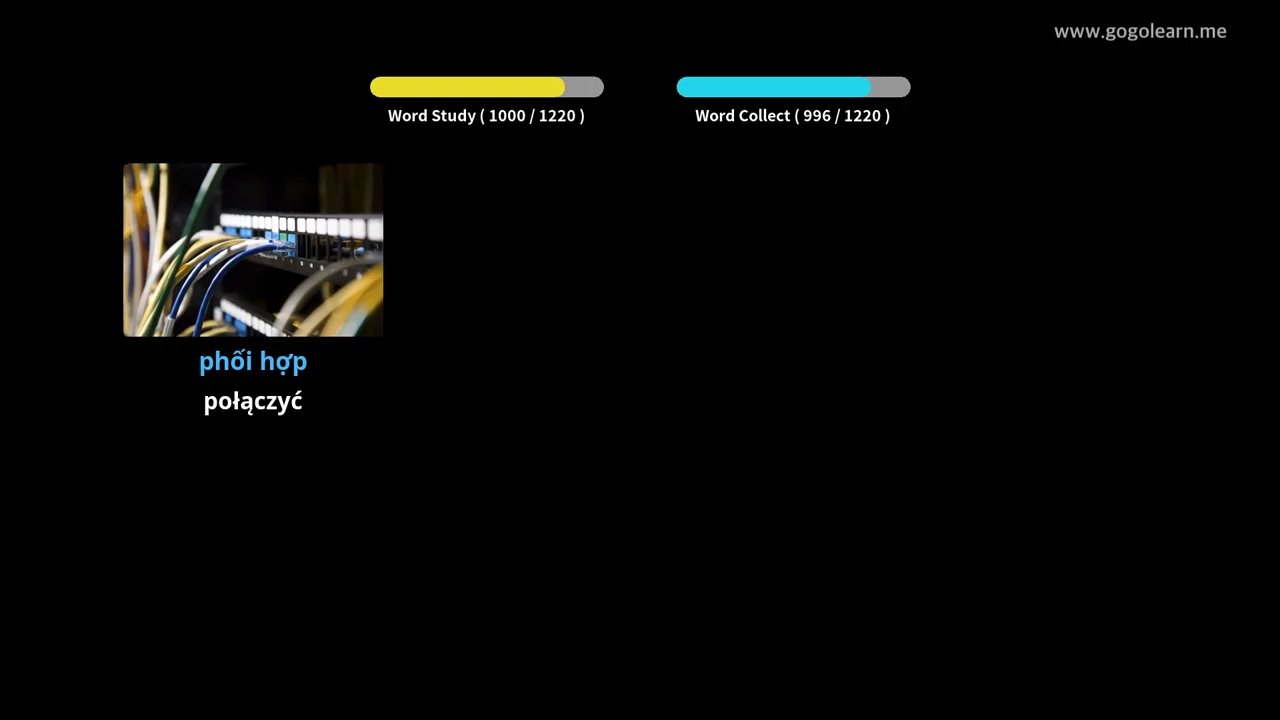 www.gogolearn.me
Word Study ( 1000 / 1220 )
Word Collect ( 996 / 1220 )
phối hợp
połączyć